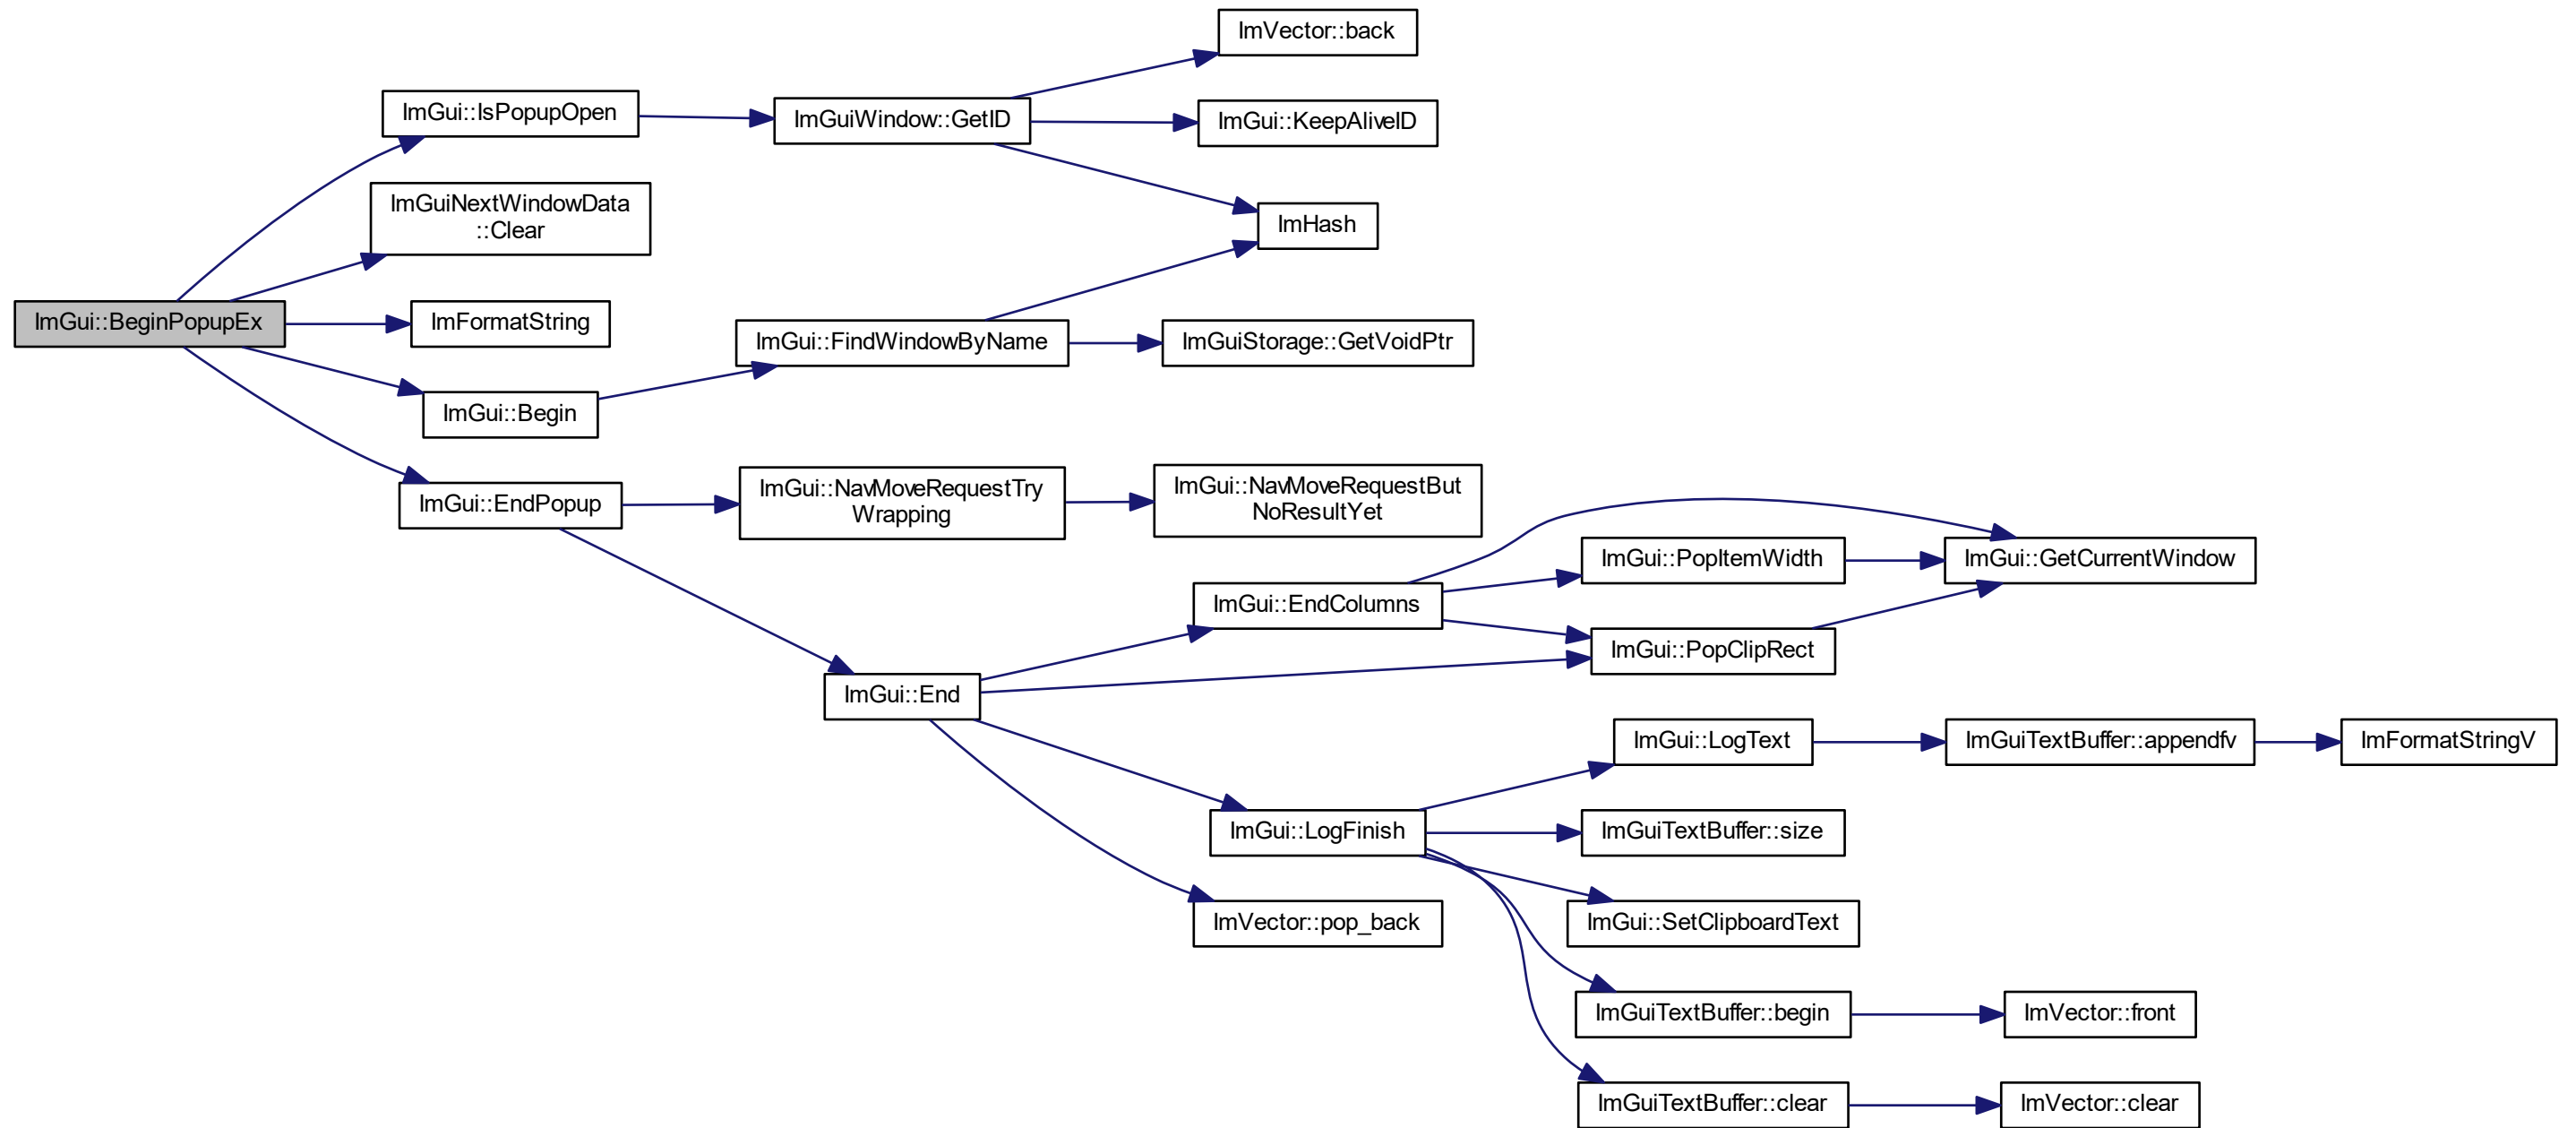 ImVector::back
ImGui::IsPopupOpen
ImGuiWindow::GetID
ImGui::KeepAliveID
ImGuiNextWindowData
::Clear
ImHash
ImGui::BeginPopupEx
ImFormatString
ImGui::FindWindowByName
ImGuiStorage::GetVoidPtr
ImGui::Begin
ImGui::EndPopup
ImGui::NavMoveRequestTry
Wrapping
ImGui::NavMoveRequestBut
NoResultYet
ImGui::PopItemWidth
ImGui::GetCurrentWindow
ImGui::EndColumns
ImGui::PopClipRect
ImGui::End
ImGui::LogText
ImGuiTextBuffer::appendfv
ImFormatStringV
ImGui::LogFinish
ImGuiTextBuffer::size
ImVector::pop_back
ImGui::SetClipboardText
ImGuiTextBuffer::begin
ImVector::front
ImGuiTextBuffer::clear
ImVector::clear